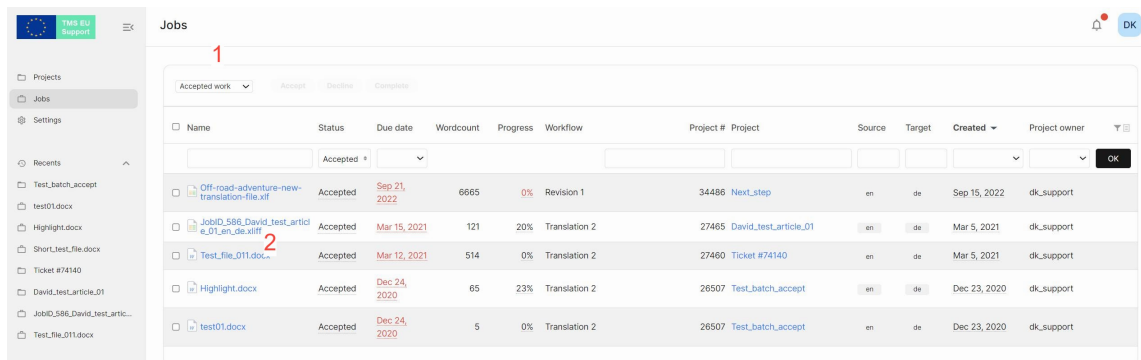 TMS EU
Support
Jobs
DK
1
Projects
Jobs
Settings
Recents
Test_batch_accept
test01.docx
Highlight.docx
Short_test_file.docx
Ticket #74140
David_test_article_01
JobID_586_David_test_artic...
Test_file_011.docx
Accepted work Accept Decline Complete
Name Status Due date Wordcount Progress Workflow Project # Project Source Target Created Project owner
Accepted OK
Off-road-adventure-new-translation-file.xlf Accepted Sep 21, 2022 6665 0% Revision 1 34486 Next_step en de Sep 15, 2022 dk_support
JobID_586_David_test_article_01_en_de.xliff Accepted Mar 15, 2021 121 20% Translation 2 27465 David_test_article_01 en de Mar 5, 2021 dk_support
2
Test_file_011.docx Accepted Mar 12, 2021 514 0% Translation 2 27460 Ticket #74140 en de Mar 5, 2021 dk_support
Highlight.docx Accepted Dec 24, 2020 65 23% Translation 2 26507 Test_batch_accept en de Dec 23, 2020 dk_support
test01.docx Accepted Dec 24, 2020 5 0% Translation 2 26507 Test_batch_accept en de Dec 23, 2020 dk_support